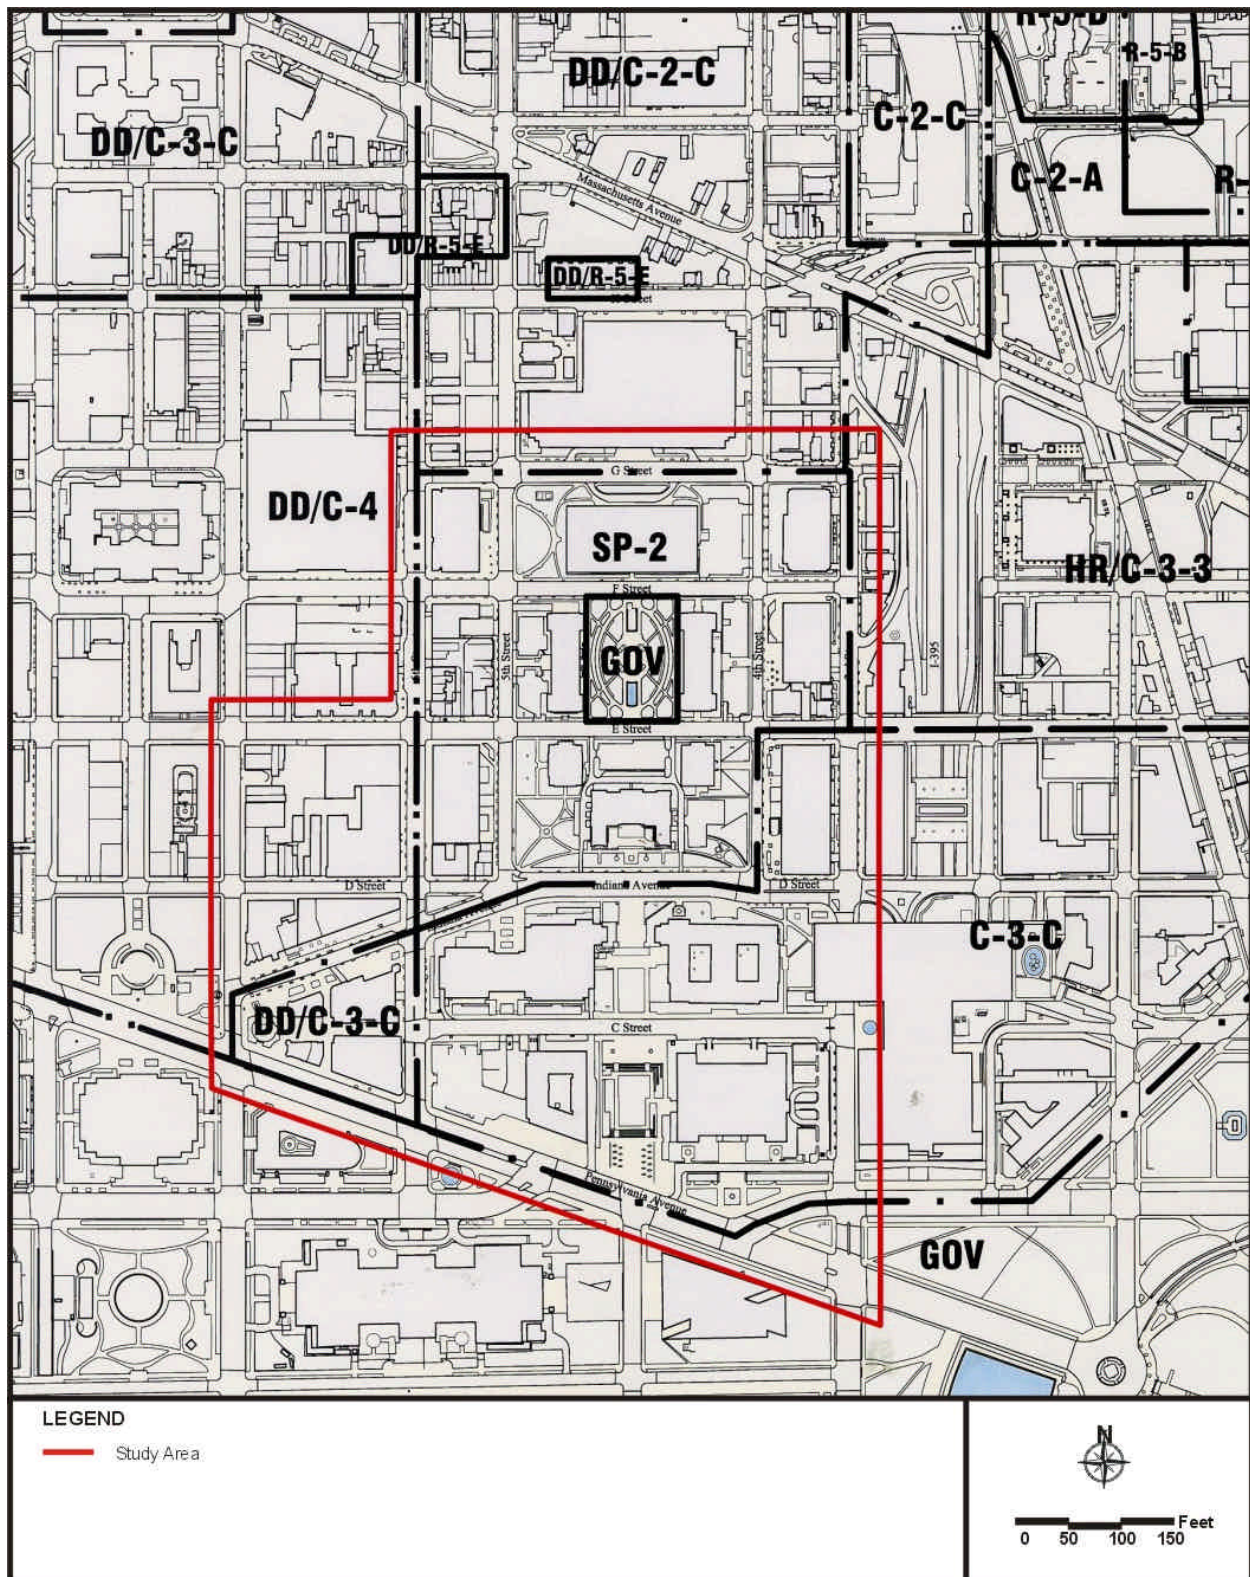 R-5-B
R-5-B
DD/C-2-C
C-2-C
DD/C-3-C
C-2-A
R-
Massachusetts Avenue
DD/R-5-E
DD/R-5-E
Street
G Street
DD/C-4
SP-2
HR/C-3-3
F Street
GOV
5th Street
4th Street
I-395
E Street
D Street
Indiana Avenue
D Street
C-3-C
DD/C-3-C
C Street
Pennsylvania Avenue
GOV
LEGEND
Study Area
N
Feet
0 50 100 150